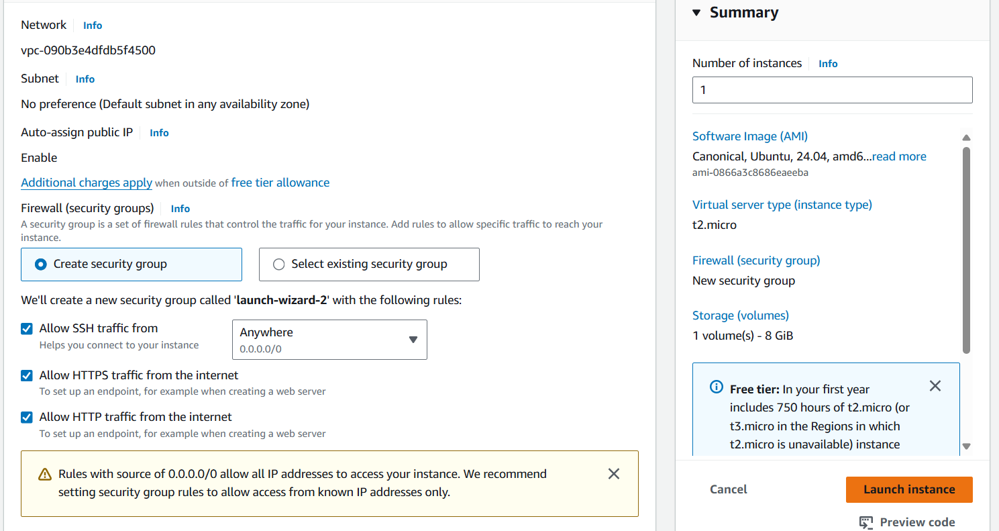 Network Info
vpc-090b3e4dfdb5f4500
Subnet Info
No preference (Default subnet in any availability zone)
Auto-assign public IP Info
Enable
Additional charges apply when outside of free tier allowance
Firewall (security groups) Info
A security group is a set of firewall rules that control the traffic for your instance. Add rules to allow specific traffic to reach your
instance.
Create security group
Select existing security group
We'll create a new security group called 'launch-wizard-2' with the following rules:
Allow SSH traffic from
Helps you connect to your instance
Anywhere
0.0.0.0/0
Allow HTTPS traffic from the internet
To set up an endpoint, for example when creating a web server
Allow HTTP traffic from the internet
To set up an endpoint, for example when creating a web server
Rules with source of 0.0.0.0/0 allow all IP addresses to access your instance. We recommend
setting security group rules to allow access from known IP addresses only.
Summary
Number of instances Info
1
Software Image (AMI)
Canonical, Ubuntu, 24.04, amd6...read more
ami-0866a3c8686eaeeba
Virtual server type (instance type)
t2.micro
Firewall (security group)
New security group
Storage (volumes)
1 volume(s) - 8 GiB
Free tier: In your first year
includes 750 hours of t2.micro (or
t3.micro in the Regions in which
t2.micro is unavailable) instance
Cancel
Launch instance
Preview code